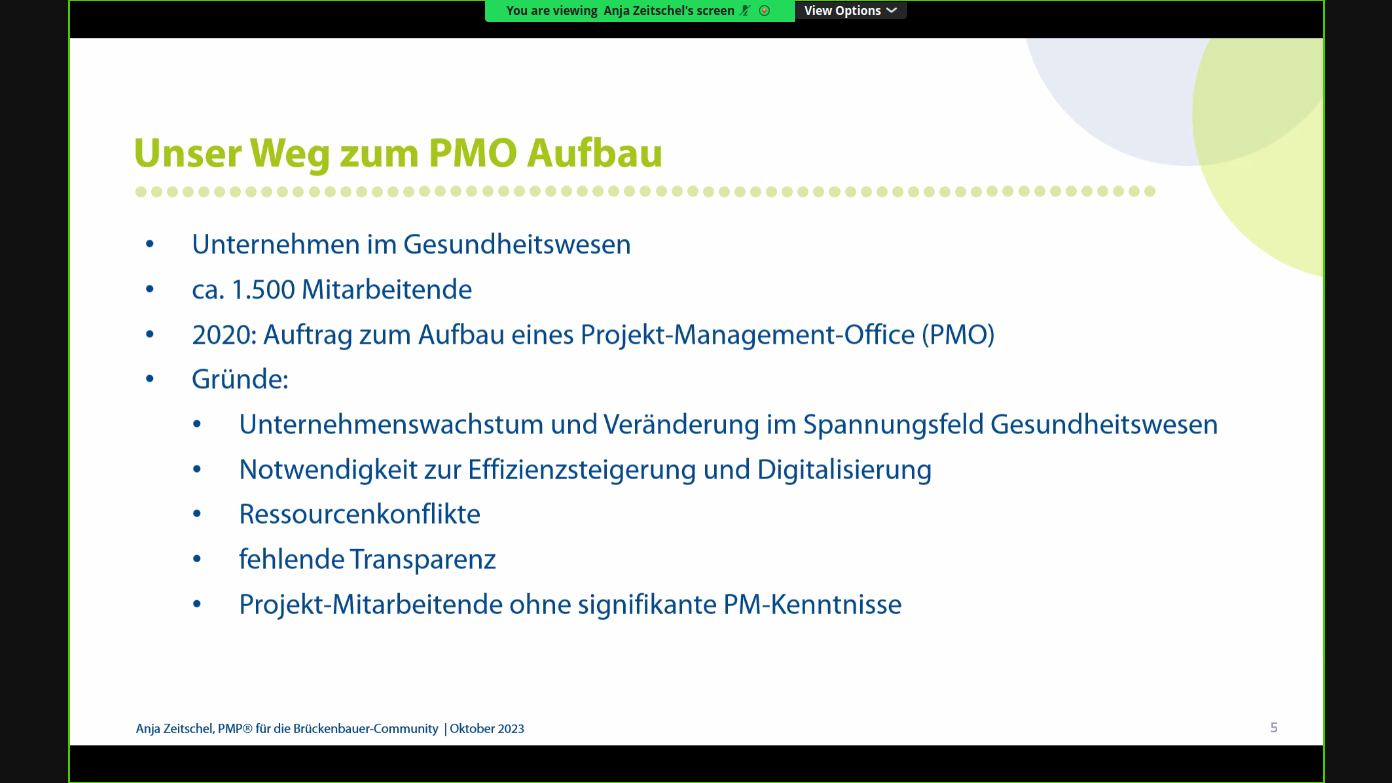 You are viewing Anja Zeitschel's screen
View Options
Unser Weg zum PMO Aufbau
• Unternehmen im Gesundheitswesen
• ca. 1.500 Mitarbeitende
• 2020: Auftrag zum Aufbau eines Projekt-Management-Office (PMO)
• Gründe:
• Unternehmenswachstum und Veränderung im Spannungsfeld Gesundheitswesen
• Notwendigkeit zur Effizienzsteigerung und Digitalisierung
• Ressourcenkonflikte
• fehlende Transparenz
• Projekt-Mitarbeitende ohne signifikante PM-Kenntnisse
Anja Zeitschel, PMP® für die Brückenbauer-Community | Oktober 2023
5